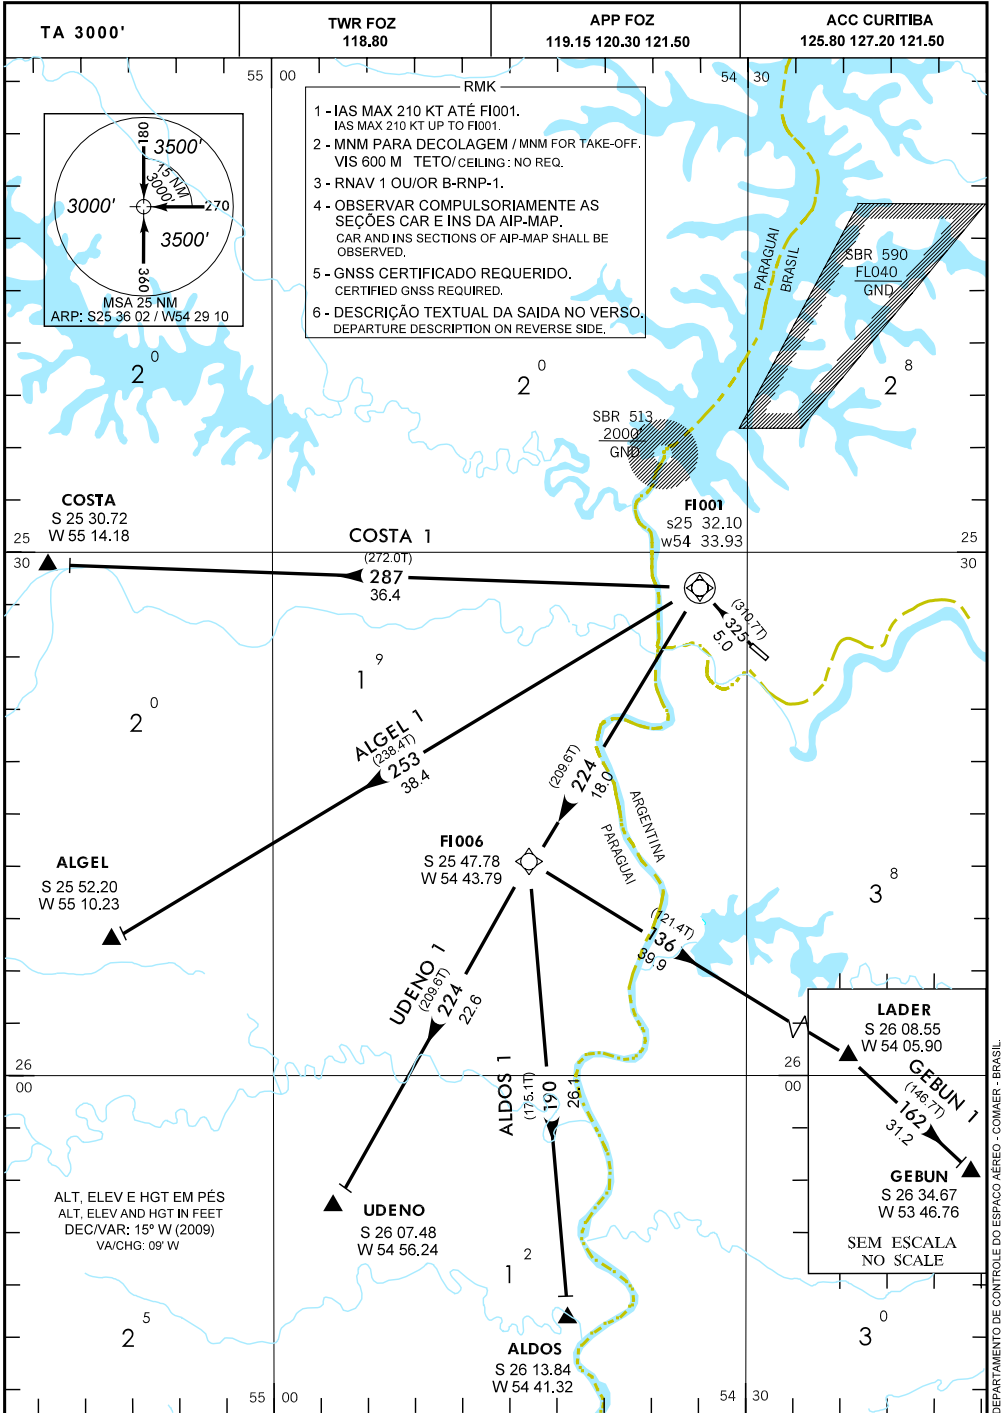 TA 3000'
TWR FOZ
118.80
APP FOZ
119.15 120.30 121.50
ACC CURITIBA
125.80 127.20 121.50
55 00
54 30
RMK
1 - IAS MAX 210 KT ATÉ FI001.
IAS MAX 210 KT UP TO FI001.
2 - MNM PARA DECOLAGEM / MNM FOR TAKE-OFF.
VIS 600 M TETO/ CEILING: NO REQ.
3 - RNAV 1 OU/OR B-RNP-1.
4 - OBSERVAR COMPULSORIAMENTE AS
SEÇÕES CAR E INS DA AIP-MAP.
CAR AND INS SECTIONS OF AIP-MAP SHALL BE
OBSERVED.
5 - GNSS CERTIFICADO REQUERIDO.
CERTIFIED GNSS REQUIRED.
6 - DESCRIÇÃO TEXTUAL DA SAIDA NO VERSO.
DEPARTURE DESCRIPTION ON REVERSE SIDE.
180
3500'
15 NM
3000'
3000'
270
3500'
360
MSA 25 NM
ARP: S25 36 02 / W54 29 10
PARAGUAI
BRASIL
SBR 590
FL040
GND
2 0
2 0
2 8
SBR 513
2000'
GND
COSTA
S 25 30.72
W 55 14.18
FI001
s25 32.10
w54 33.93
25
30
25
30
COSTA 1
(272.0T)
287
36.4
(310.7T)
325
5.0
1 9
2 0
ALGEL 1
(238.4T)
253
38.4
(209.6T)
224
18.0
ARGENTINA
PARAGUAI
FI006
S 25 47.78
W 54 43.79
ALGEL
S 25 52.20
W 55 10.23
3 8
(121.4T)
136
39.9
UDENO 1
(209.6T)
224
22.6
ALDOS 1
(175.1T)
190
26.1
26
00
26
00
LADER
S 26 08.55
W 54 05.90
GEBUN 1
(146.7T)
162
31.2
GEBUN
S 26 34.67
W 53 46.76
SEM ESCALA
NO SCALE
ALT, ELEV E HGT EM PÉS
ALT, ELEV AND HGT IN FEET
DEC/VAR: 15º W (2009)
VA/CHG: 09' W
UDENO
S 26 07.48
W 54 56.24
1 2
2 5
3 0
ALDOS
S 26 13.84
W 54 41.32
55 00
54 30
DEPARTAMENTO DE CONTROLE DO ESPAÇO AÉREO - COMAER - BRASIL.